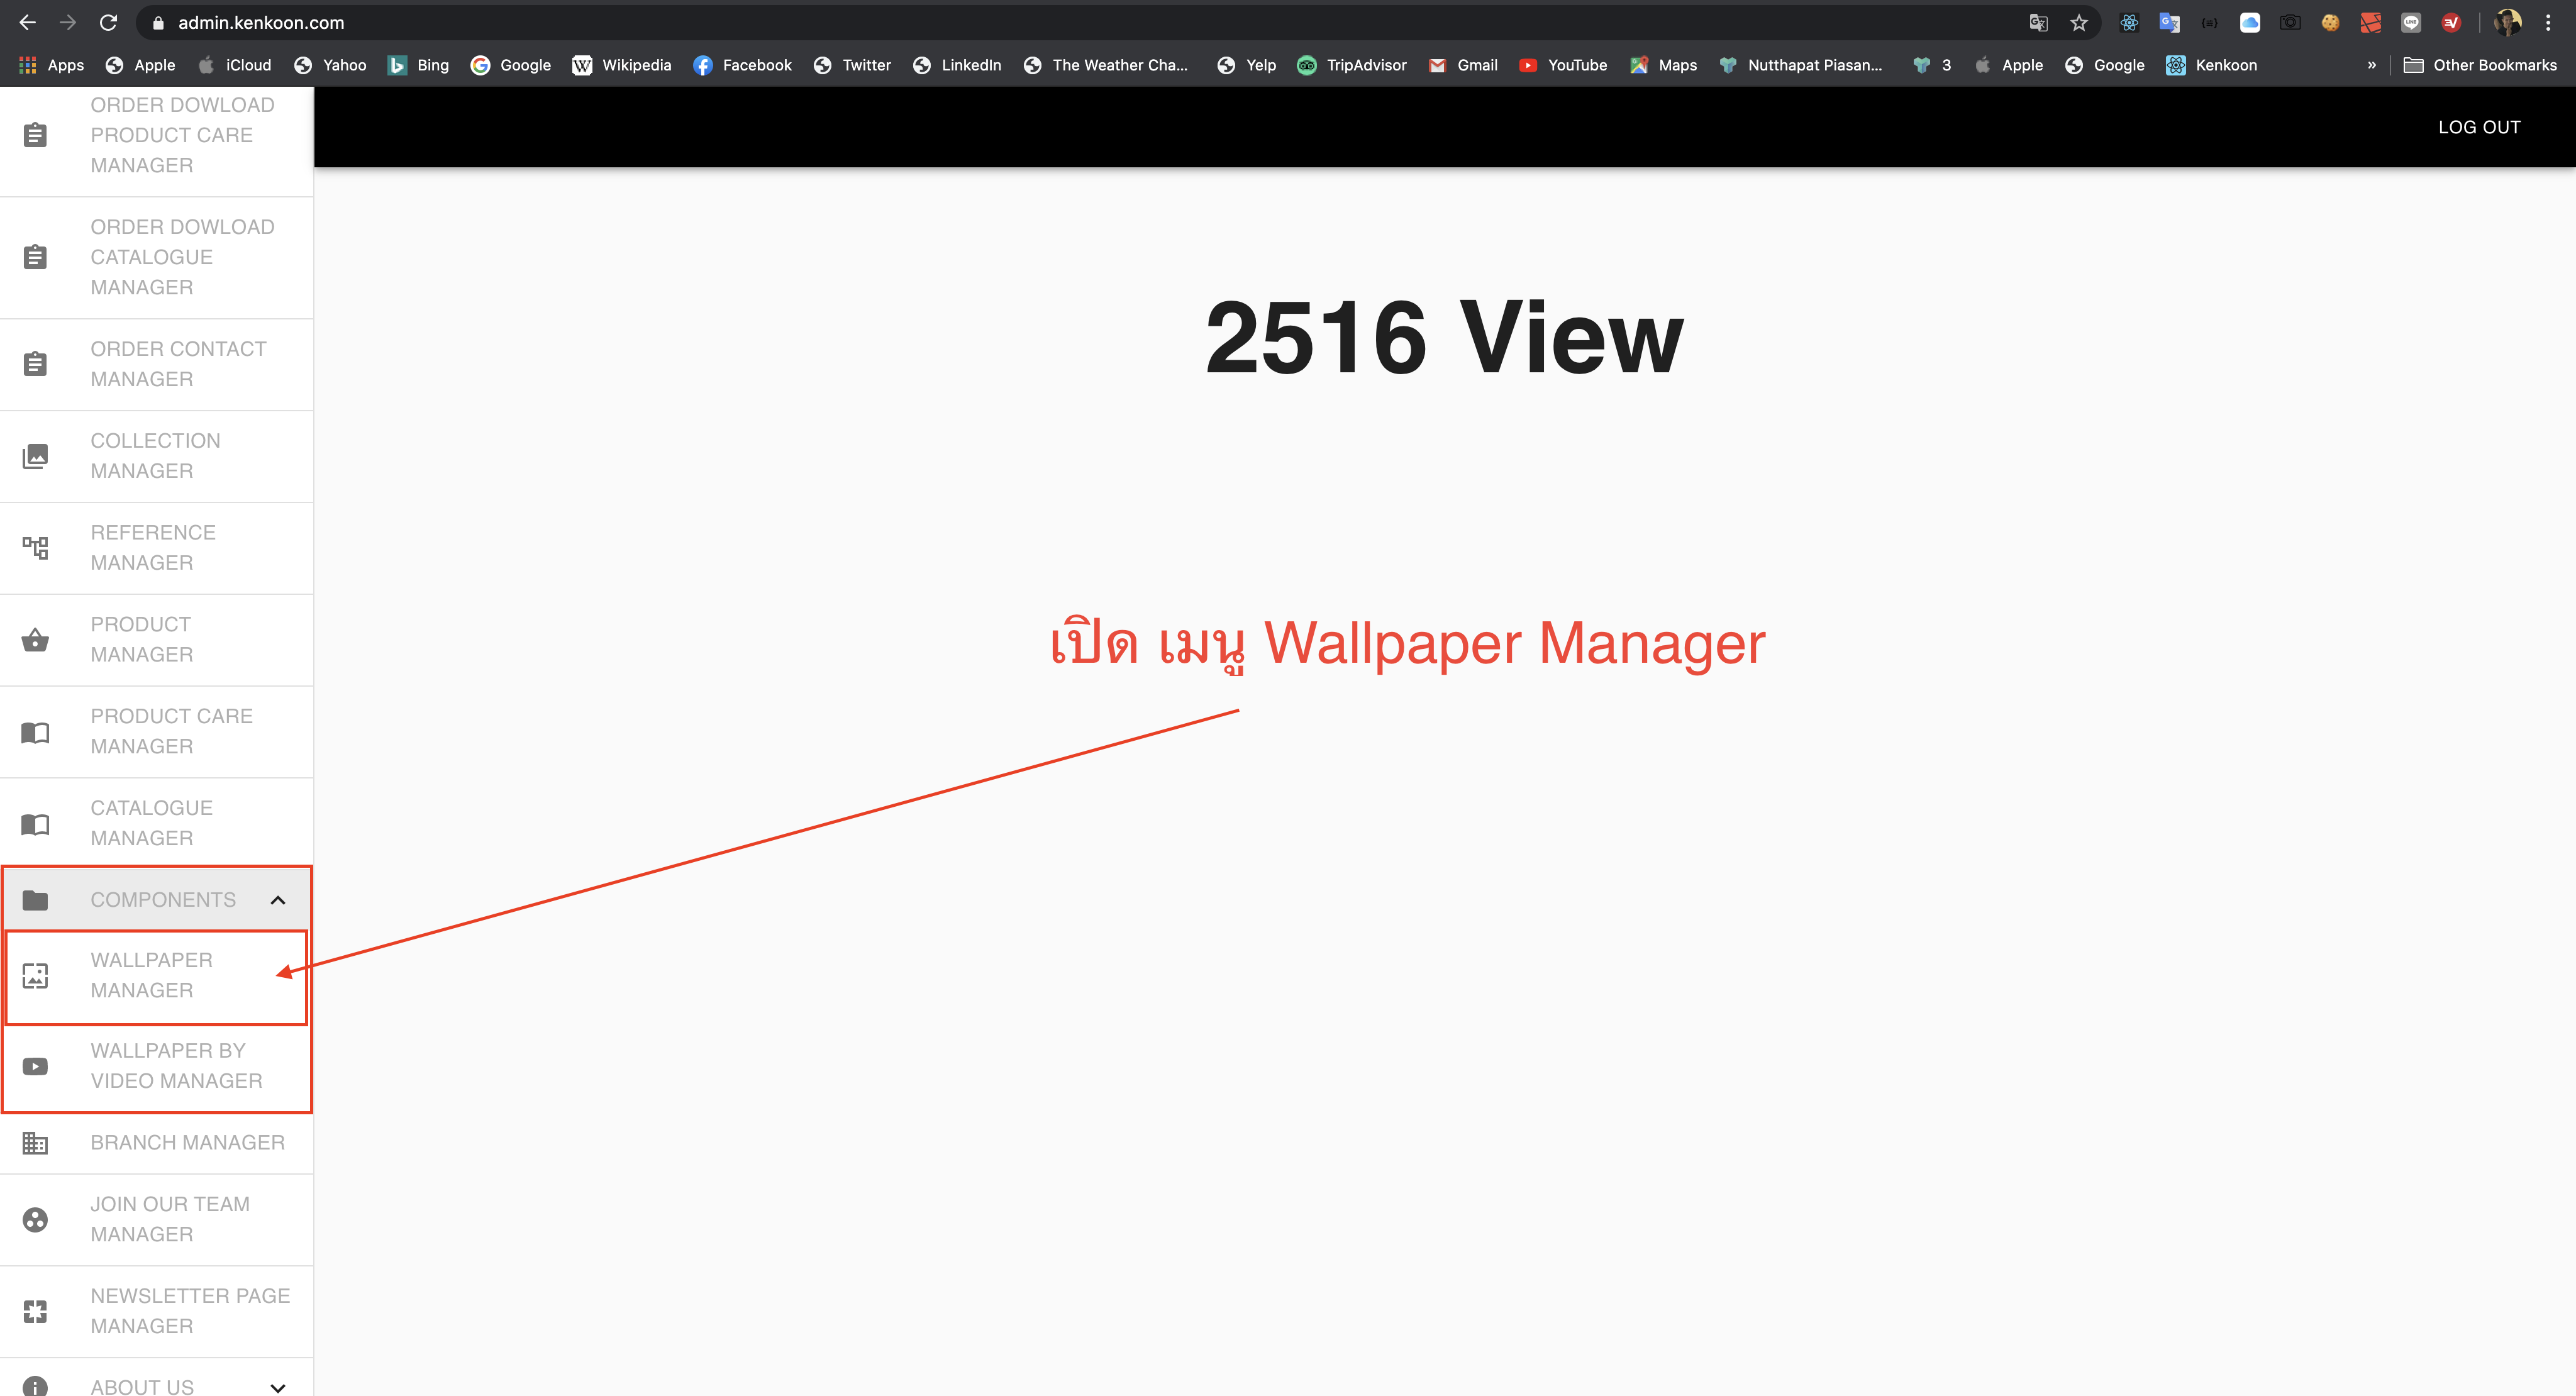 admin.kenkoon.com
Apps Apple iCloud Yahoo Bing Google Wikipedia Facebook Twitter LinkedIn The Weather Cha... Yelp TripAdvisor Gmail YouTube Maps Nutthapat Piasan... 3 Apple Google Kenkoon » Other Bookmarks
LOG OUT
ORDER DOWLOAD
PRODUCT CARE
MANAGER
ORDER DOWLOAD
CATALOGUE
MANAGER
ORDER CONTACT
MANAGER
COLLECTION
MANAGER
REFERENCE
MANAGER
PRODUCT
MANAGER
PRODUCT CARE
MANAGER
CATALOGUE
MANAGER
COMPONENTS
WALLPAPER
MANAGER
WALLPAPER BY
VIDEO MANAGER
BRANCH MANAGER
JOIN OUR TEAM
MANAGER
NEWSLETTER PAGE
MANAGER
ABOUT US
2516 View
เปิด เมนู Wallpaper Manager